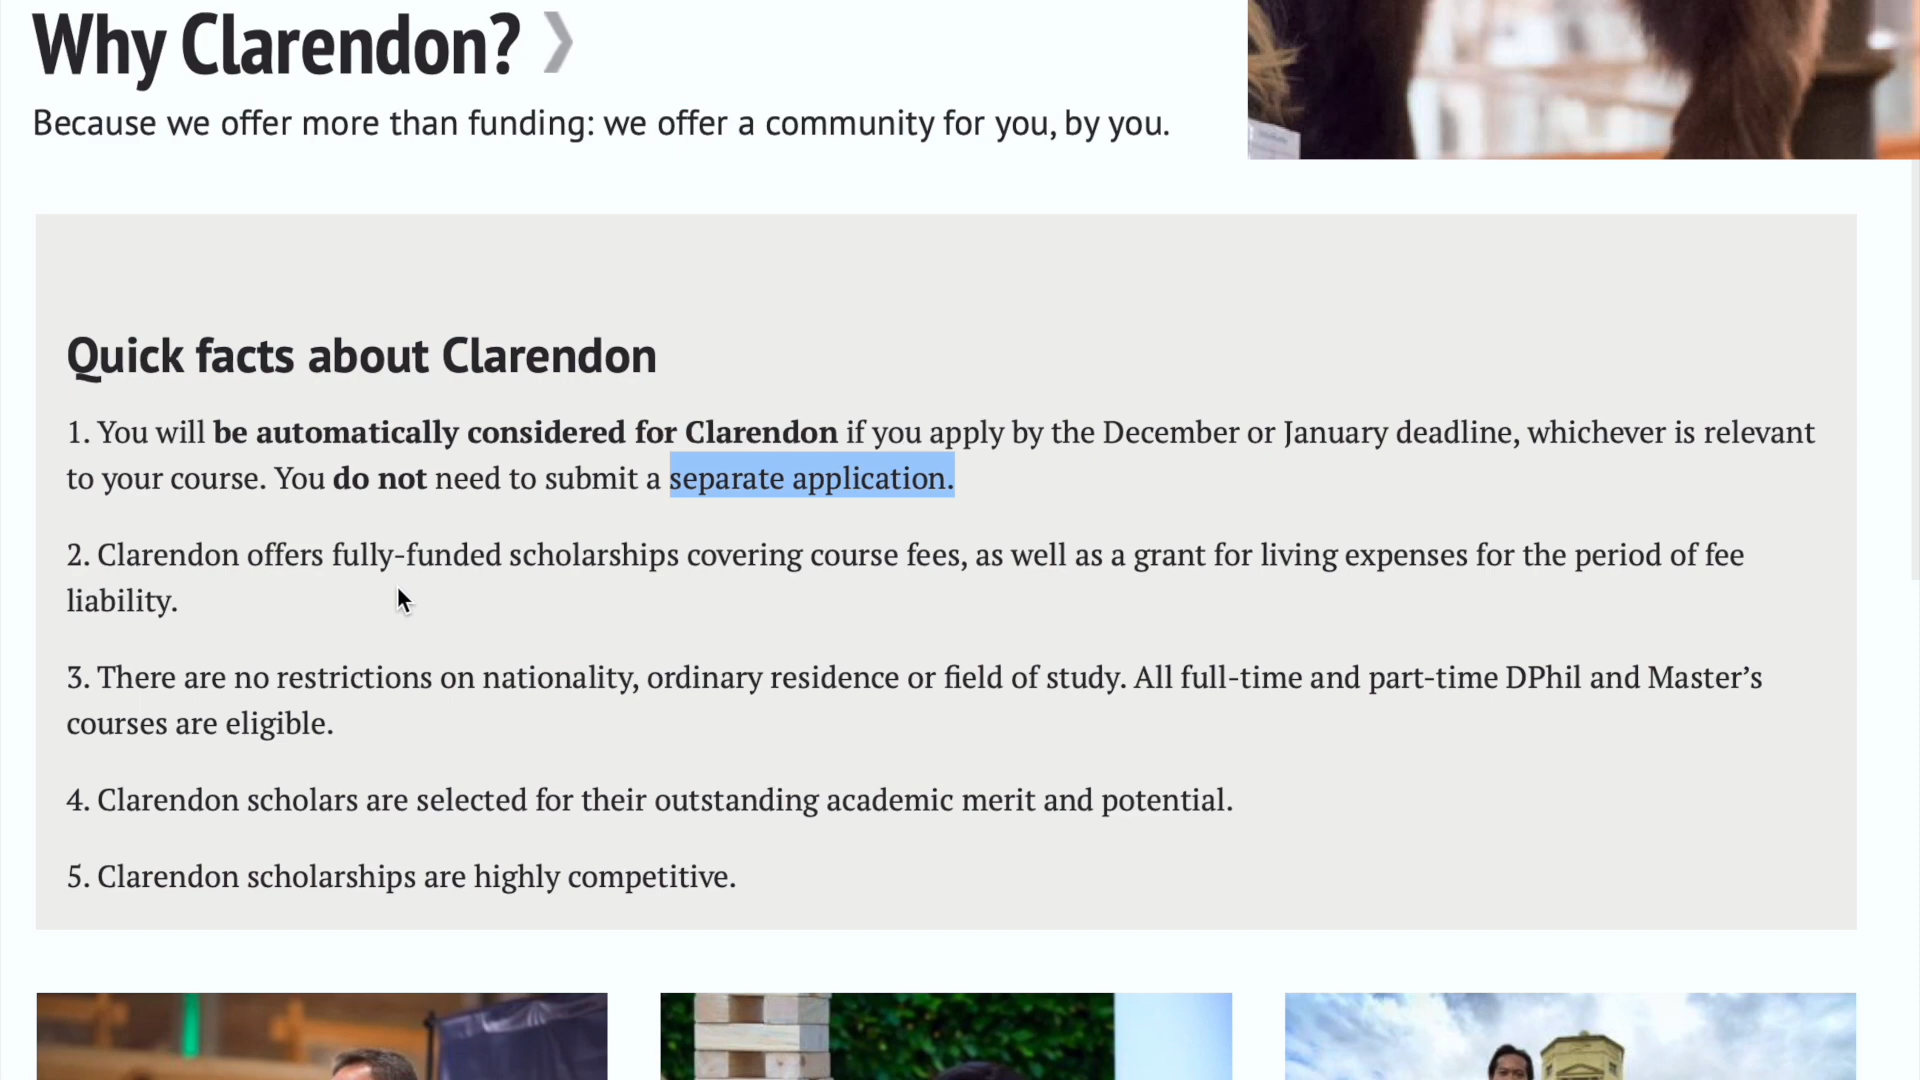 Why Clarendon? ❯
Because we offer more than funding: we offer a community for you, by you.
Quick facts about Clarendon
1. You will be automatically considered for Clarendon if you apply by the December or January deadline, whichever is relevant
to your course. You do not need to submit a separate application.
2. Clarendon offers fully-funded scholarships covering course fees, as well as a grant for living expenses for the period of fee
liability.
3. There are no restrictions on nationality, ordinary residence or field of study. All full-time and part-time DPhil and Master’s
courses are eligible.
4. Clarendon scholars are selected for their outstanding academic merit and potential.
5. Clarendon scholarships are highly competitive.